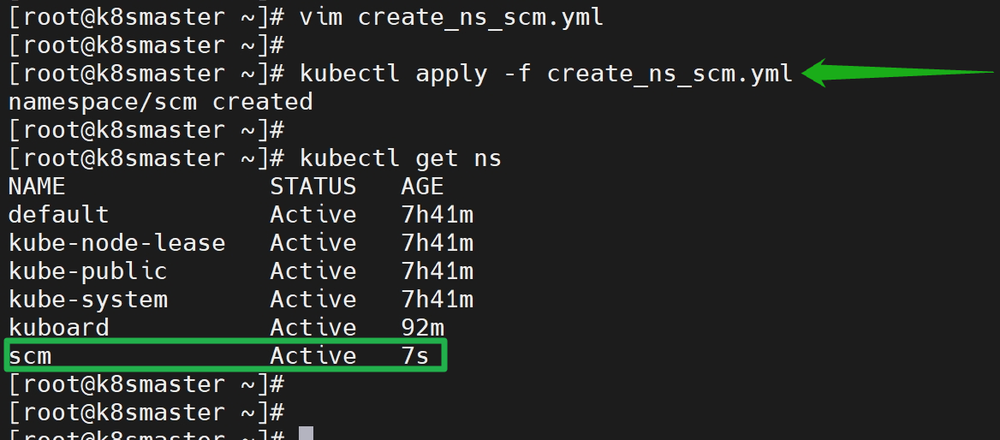 [root@k8smaster ~]# vim create_ns_scm.yml
[root@k8smaster ~]#
[root@k8smaster ~]# kubectl apply -f create_ns_scm.yml
namespace/scm created
[root@k8smaster ~]#
[root@k8smaster ~]# kubectl get ns
NAME STATUS AGE
default Active 7h41m
kube-node-lease Active 7h41m
kube-public Active 7h41m
kube-system Active 7h41m
kuboard Active 92m
scm Active 7s
[root@k8smaster ~]#
[root@k8smaster ~]#
[root@k8smaster ~]#